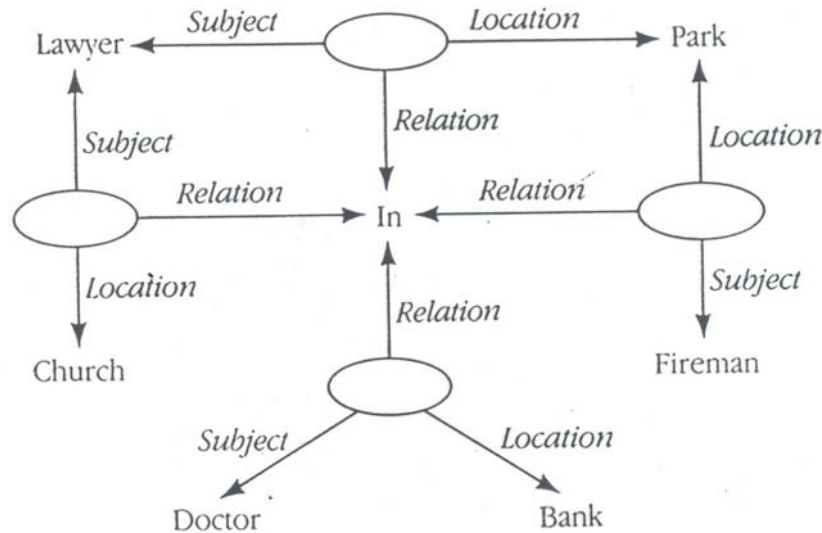 Lawyer Subject Location Park
Relation
Subject Location
Relation In Relation
Location Subject
Relation
Church Fireman
Subject Location
Doctor Bank